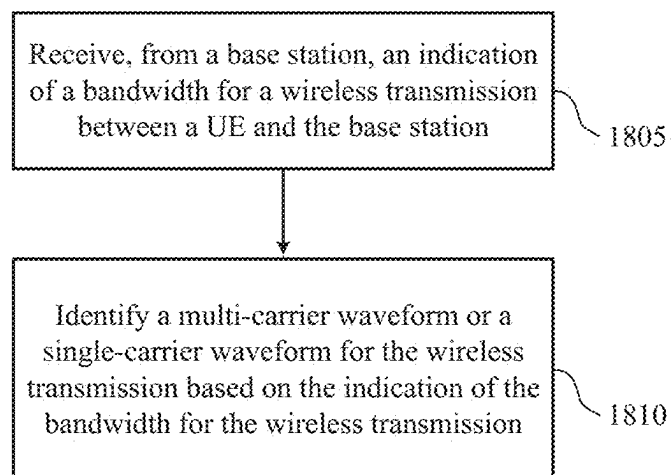 Receive, from a base station, an indication
of a bandwidth for a wireless transmission
between a UE and the base station
1805
Identify a multi-carrier waveform or a
single-carrier waveform for the wireless
transmission based on the indication of the
bandwidth for the wireless transmission
1810